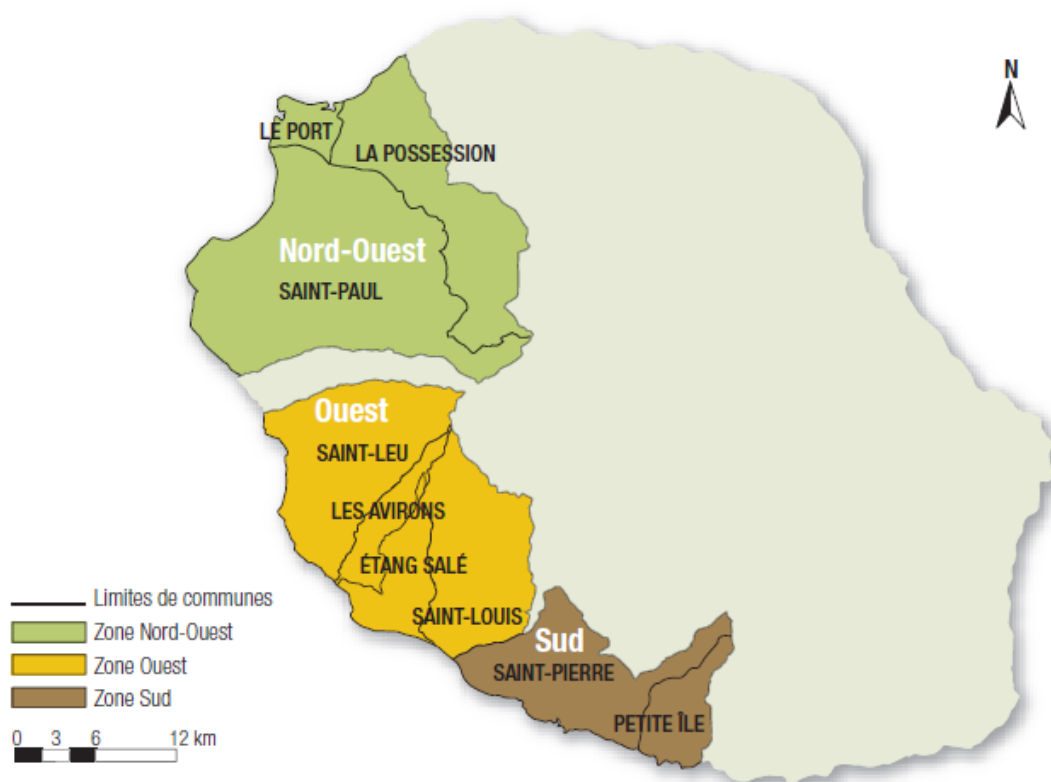 N
LE PORT
LA POSSESSION
Nord-Ouest
SAINT-PAUL
Ouest
SAINT-LEU
LES AVIRONS
ÉTANG SALÉ
SAINT-LOUIS
Sud
SAINT-PIERRE
PETITE ÎLE
Limites de communes
Zone Nord-Ouest
Zone Ouest
Zone Sud
0 3 6 12 km